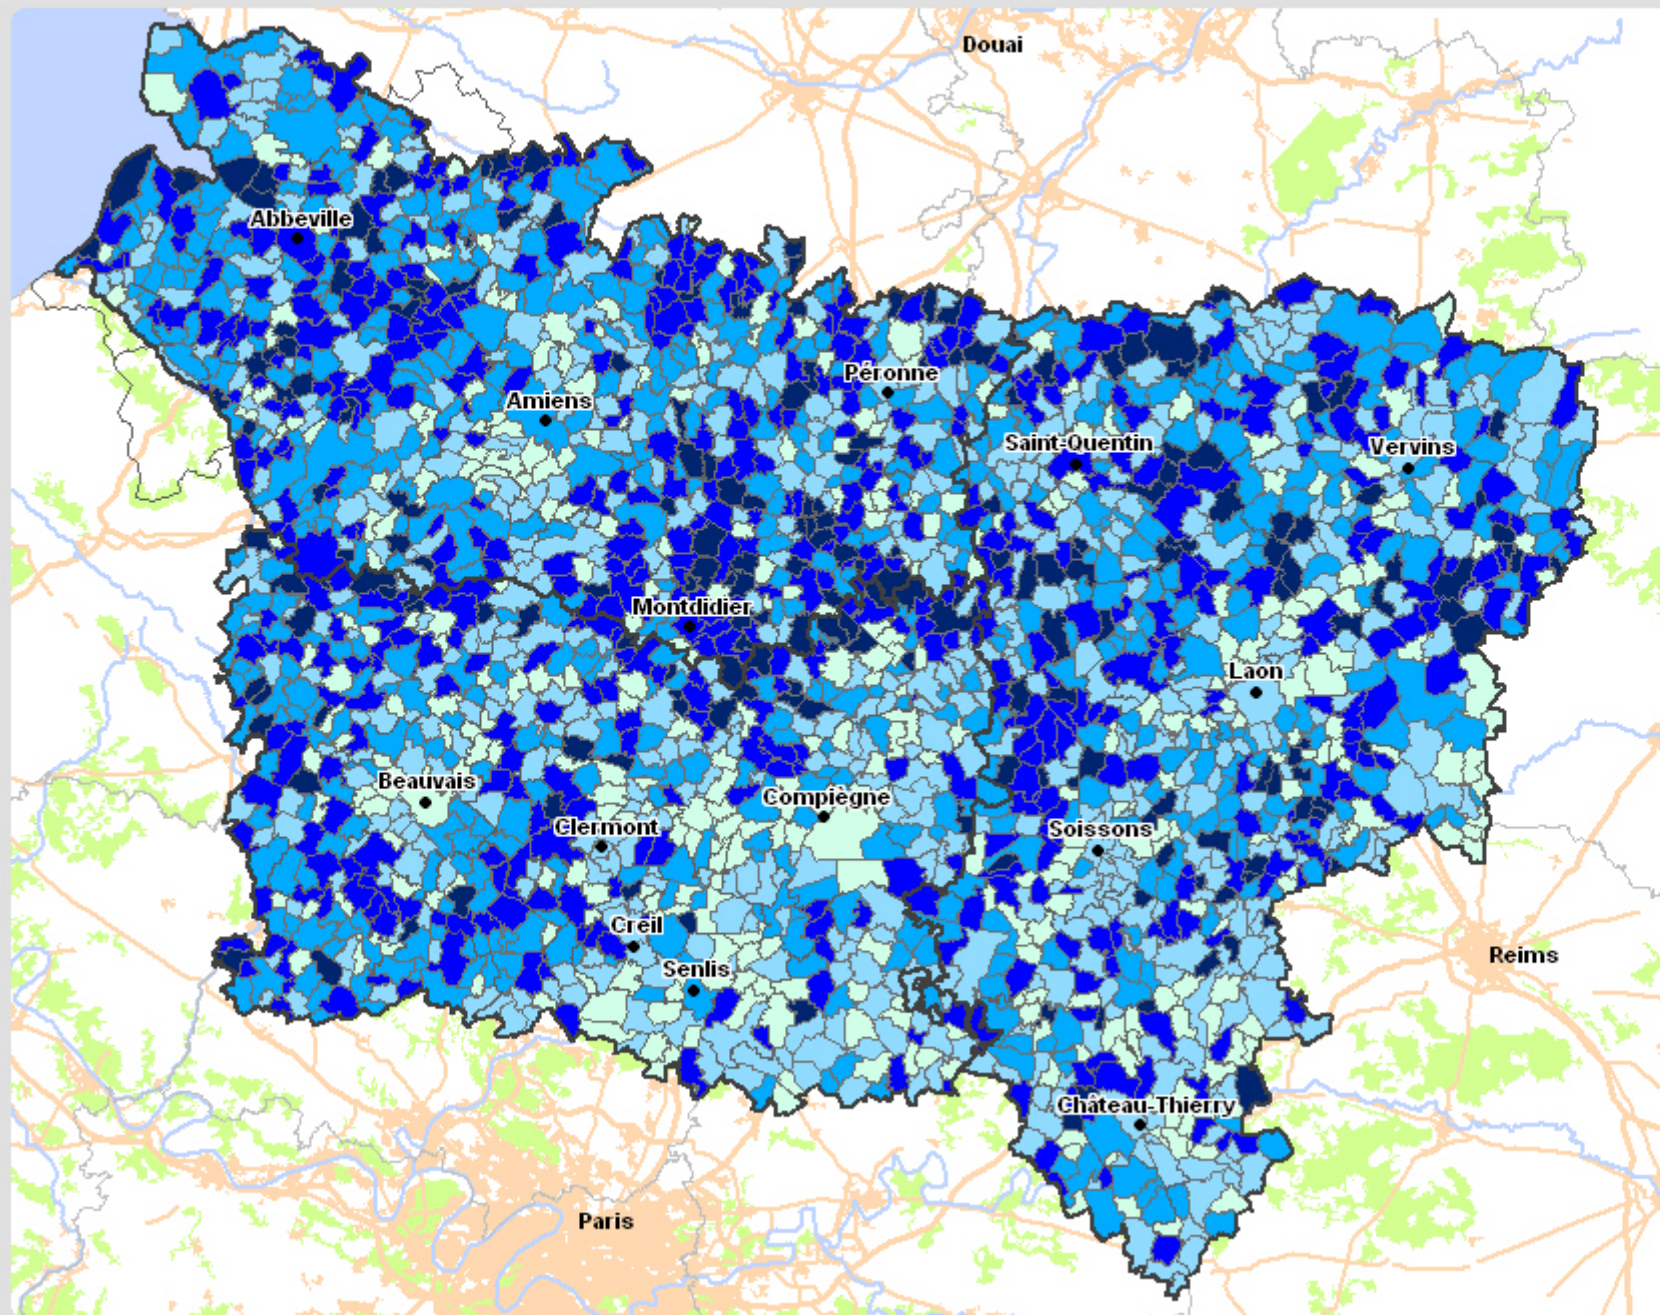 Douai
Abbeville
Péronne
Amiens
Saint-Quentin
Vervins
Montdidier
Laon
Beauvais
Compiègne
Clermont
Soissons
Creil
Senlis
Reims
Château-Thierry
Paris